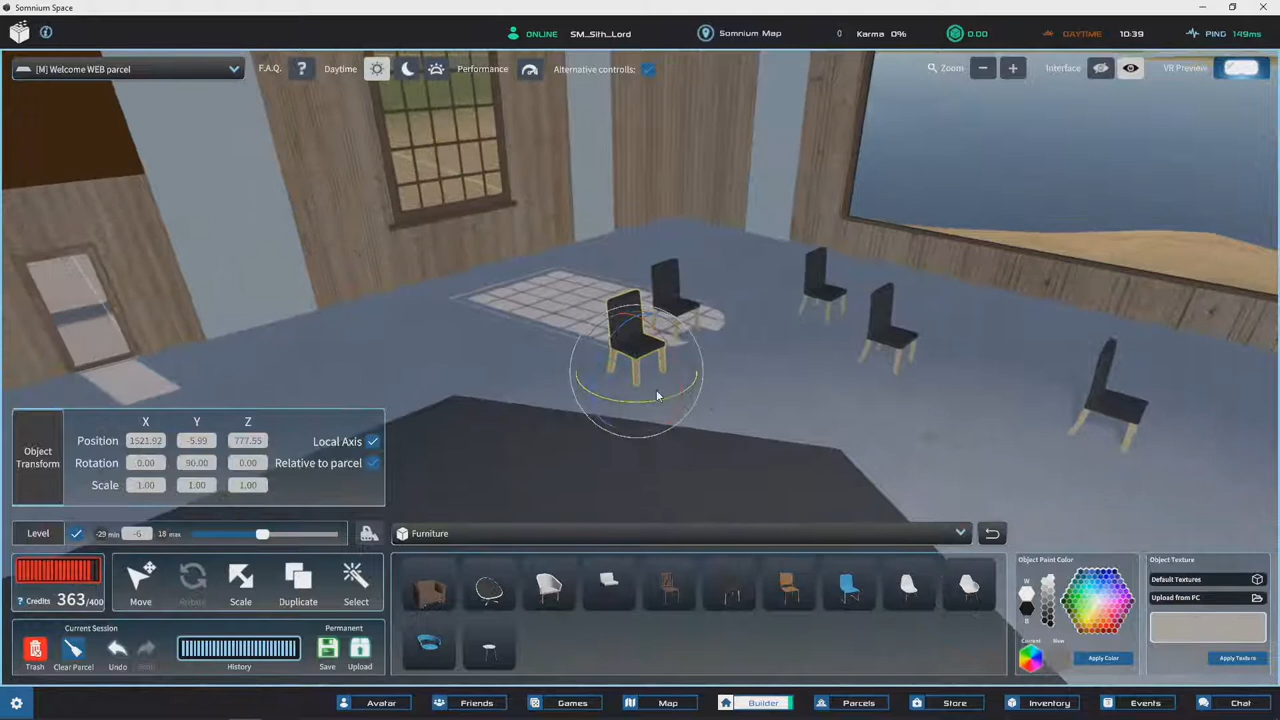 Somnium Space
ONLINE SM_Sith_Lord Somnium Map 0 Karma 0% 0.00 DAYTIME 10:39 PING 149ms
[M] Welcome WEB parcel F.A.Q. ? Daytime Performance Alternative controlls: Zoom Interface VR Preview
X Y Z
Object Transform
Position 1521.92 -5.99 777.55 Local Axis
Rotation 0.00 90.00 0.00 Relative to parcel
Scale 1.00 1.00 1.00
Level -29 min -6 18 max
Furniture
? Credits 363/400
Move Rotate Scale Duplicate Select
Current Session Permanent
Trash Clear Parcel Undo History Save Upload
Object Paint Color
W
B
Current New
Apply Color
Object Texture
Default Textures
Upload from PC
Apply Texture
Avatar Friends Games Map Builder Parcels Store Inventory Events Chat